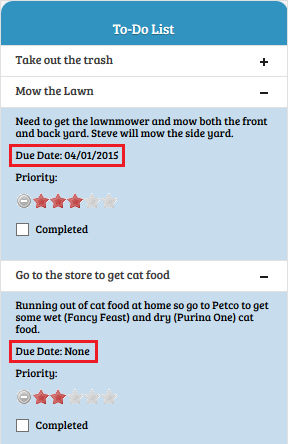 To-Do List
Take out the trash
Mow the Lawn
Need to get the lawnmower and mow both the front
and back yard. Steve will mow the side yard.
Due Date: 04/01/2015
Priority:
Completed
Go to the store to get cat food
Running out of cat food at home so go to Petco to get
some wet (Fancy Feast) and dry (Purina One) cat
food.
Due Date: None
Priority:
Completed